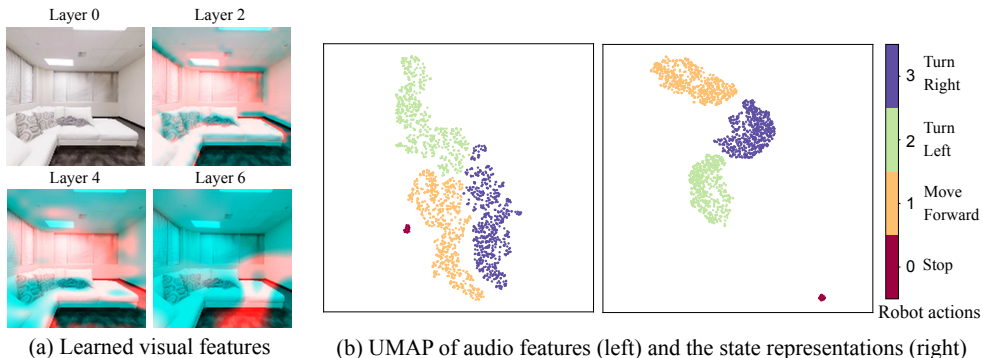 Layer 0
Layer 2
Layer 4
Layer 6
(a) Learned visual features
3
Turn
Right
2
Turn
Left
1
Move
Forward
0
Stop
Robot actions
(b) UMAP of audio features (left) and the state representations (right)